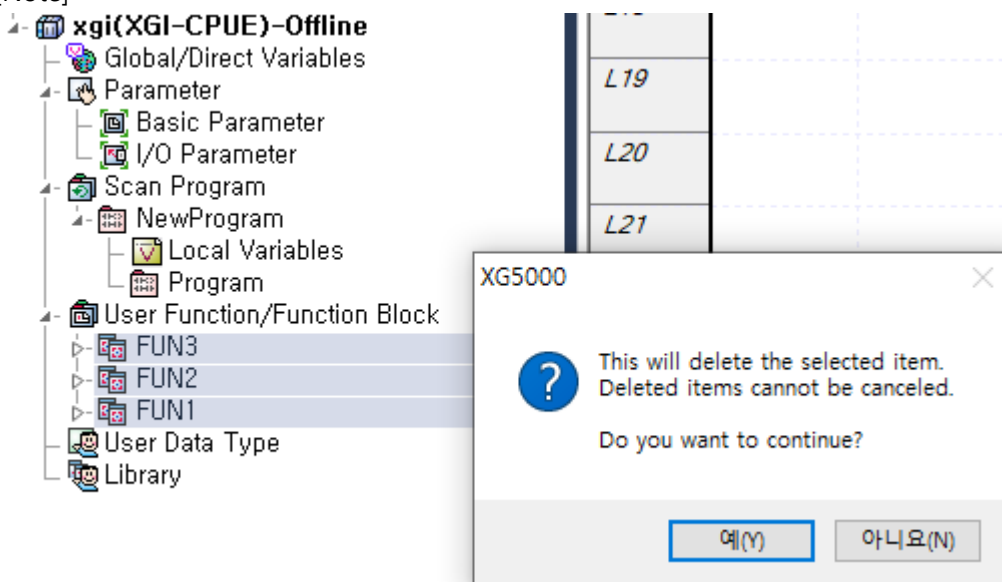 xgi(XGI-CPUE)-Offline
Global/Direct Variables
Parameter
Basic Parameter
I/O Parameter
Scan Program
NewProgram
Local Variables
Program
User Function/Function Block
FUN3
FUN2
FUN1
User Data Type
Library
L19
L20
L21
XG5000
This will delete the selected item.
Deleted items cannot be canceled.
Do you want to continue?
예(Y)
아니요(N)